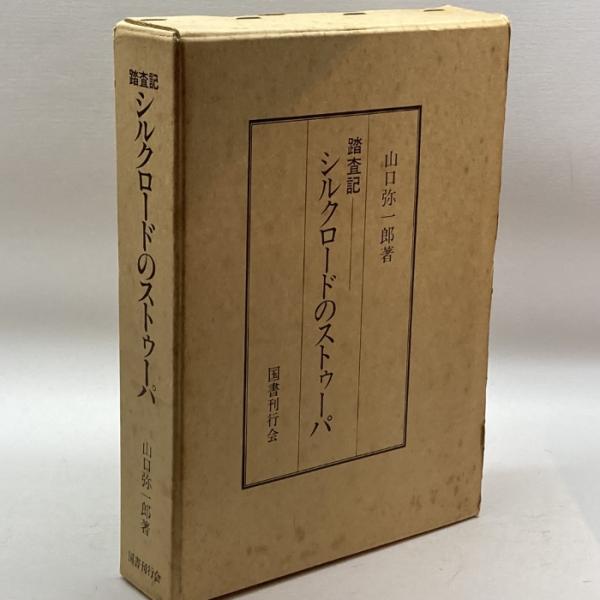 踏査記
シルクロードのストゥーパ
山口弥一郎著
国書刊行会
山口弥一郎著
踏査記
シルクロードのストゥーパ
国書刊行会